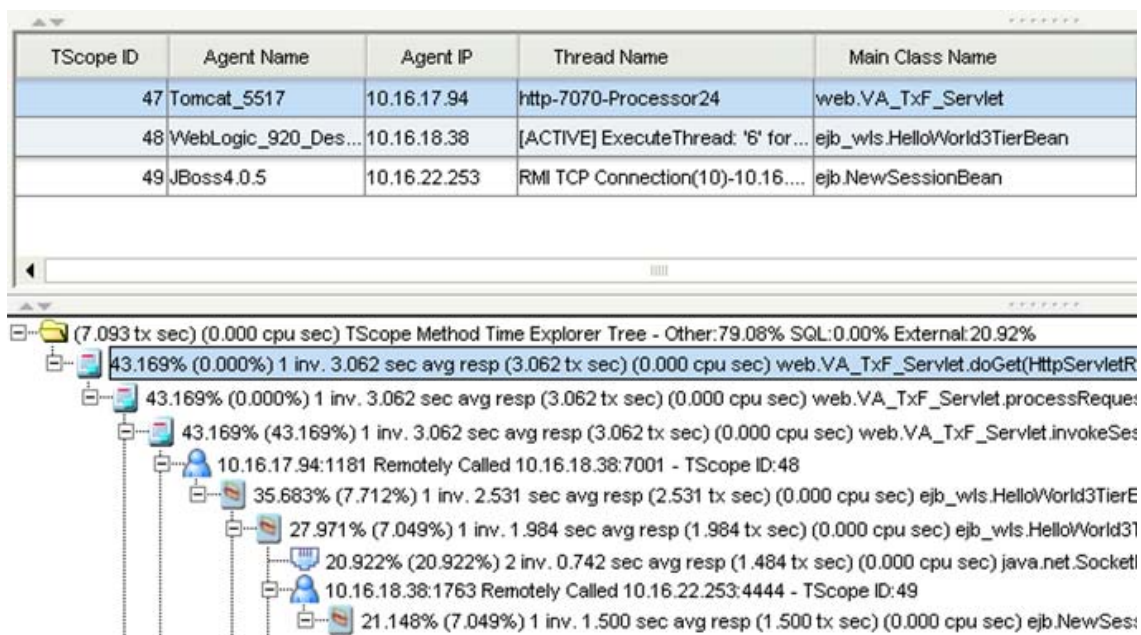 TScope ID Agent Name Agent IP Thread Name Main Class Name
47 Tomcat_5517 10.16.17.94 http-7070-Processor24 web.VA_TxF_Servlet
48 WebLogic_920_Des... 10.16.18.38 [ACTIVE] ExecuteThread: '6' for... ejb_wls.HelloWorld3TierBean
49 JBoss4.0.5 10.16.22.253 RMI TCP Connection(10)-10.16.... ejb.NewSessionBean
(7.093 tx sec) (0.000 cpu sec) TScope Method Time Explorer Tree - Other:79.08% SQL:0.00% External:20.92%
43.169% (0.000%) 1 inv. 3.062 sec avg resp (3.062 tx sec) (0.000 cpu sec) web.VA_TxF_Servlet.doGet(HttpServletR
43.169% (0.000%) 1 inv. 3.062 sec avg resp (3.062 tx sec) (0.000 cpu sec) web.VA_TxF_Servlet.processReques
43.169% (43.169%) 1 inv. 3.062 sec avg resp (3.062 tx sec) (0.000 cpu sec) web.VA_TxF_Servlet.invokeSes
10.16.17.94:1181 Remotely Called 10.16.18.38:7001 - TScope ID:48
35.683% (7.712%) 1 inv. 2.531 sec avg resp (2.531 tx sec) (0.000 cpu sec) ejb_wls.HelloWorld3TierE
27.971% (7.049%) 1 inv. 1.984 sec avg resp (1.984 tx sec) (0.000 cpu sec) ejb_wls.HelloWorld3T
20.922% (20.922%) 2 inv. 0.742 sec avg resp (1.484 tx sec) (0.000 cpu sec) java.net.SocketI
10.16.18.38:1763 Remotely Called 10.16.22.253:4444 - TScope ID:49
21.148% (7.049%) 1 inv. 1.500 sec avg resp (1.500 tx sec) (0.000 cpu sec) ejb.NewSess